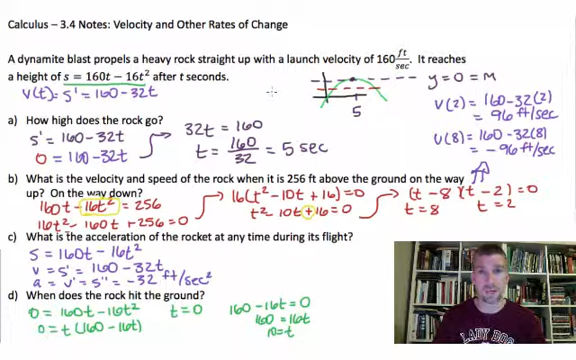 Calculus – 3.4 Notes: Velocity and Other Rates of Change
A dynamite blast propels a heavy rock straight up with a launch velocity of 160 ft/sec. It reaches
a height of s = 160t − 16t² after t seconds.
v(t) = s' = 160 - 32t
5
y = 0 = m
v(2) = 160 - 32(2)
= 96 ft/sec
v(8) = 160 - 32(8)
= -96 ft/sec
a) How high does the rock go?
s' = 160 - 32t
0 = 160 - 32t
32t = 160
t = 160/32 = 5 sec
b) What is the velocity and speed of the rock when it is 256 ft above the ground on the way
up? On the way down?
160t - 16t² = 256
16t² - 160t + 256 = 0
16(t² - 10t + 16) = 0
t² - 10t + 16 = 0
(t - 8)(t - 2) = 0
t = 8 t = 2
c) What is the acceleration of the rocket at any time during its flight?
s = 160t - 16t²
v = s' = 160 - 32t
a = v' = s'' = -32 ft/sec²
d) When does the rock hit the ground?
0 = 160t - 16t²
0 = t(160 - 16t)
t = 0
160 - 16t = 0
160 = 16t
10 = t
LADY DOG